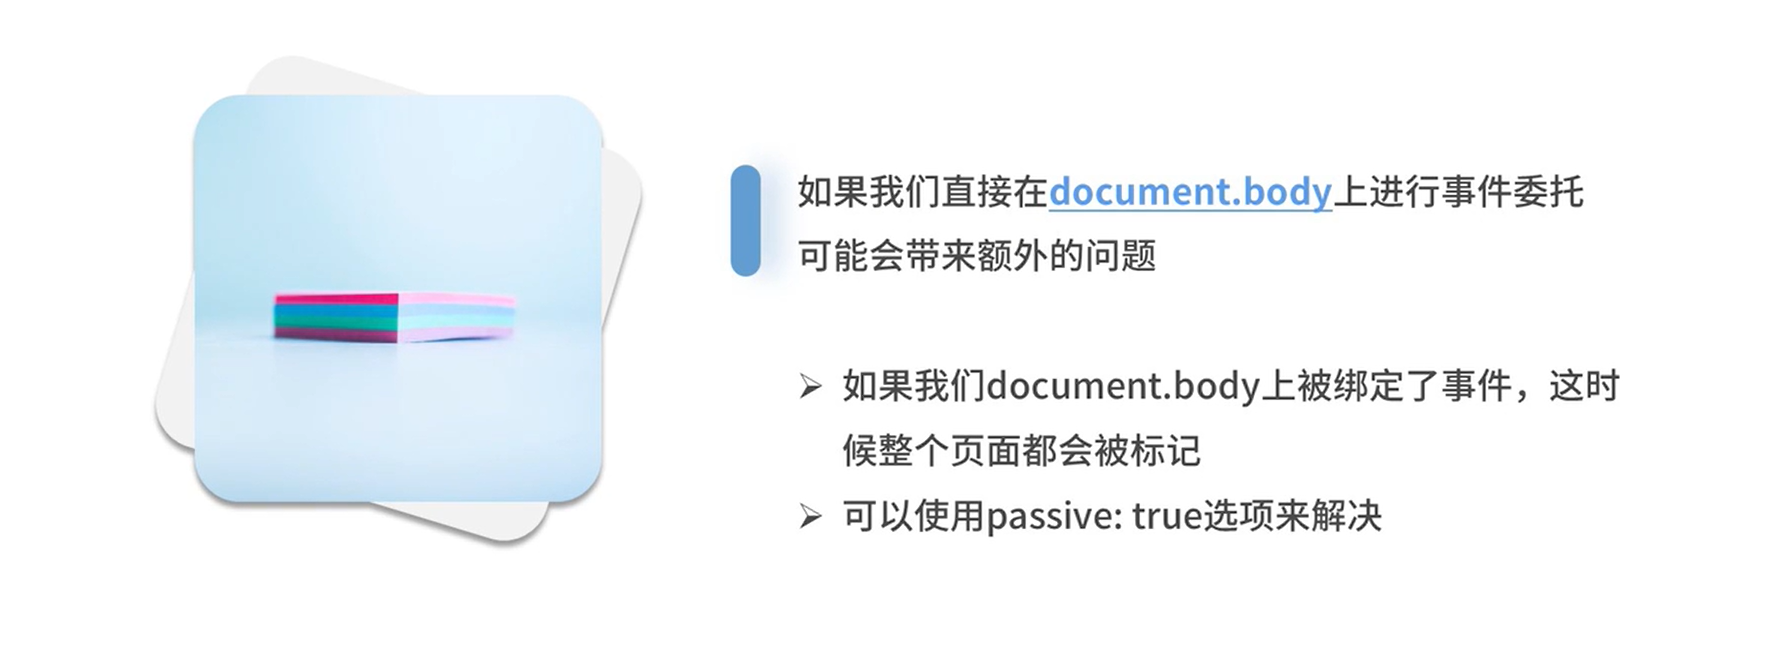 如果我们直接在document.body上进行事件委托
可能会带来额外的问题
➢ 如果我们document.body上被绑定了事件，这时
候整个页面都会被标记
➢ 可以使用passive: true选项来解决